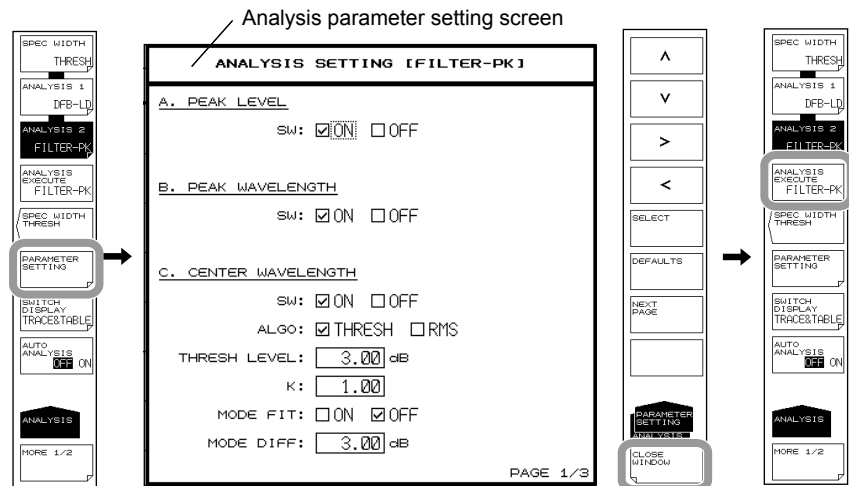 Analysis parameter setting screen
SPEC WIDTH
THRESH
ANALYSIS 1
DFB-LD
ANALYSIS 2
FILTER-PK
ANALYSIS
EXECUTE
FILTER-PK
SPEC WIDTH
THRESH
PARAMETER
SETTING
SWITCH
DISPLAY
TRACE&TABLE
AUTO
ANALYSIS
OFF ON
ANALYSIS
MORE 1/2
ANALYSIS SETTING [FILTER-PK]
A. PEAK LEVEL
SW: ☑ON ☐OFF
B. PEAK WAVELENGTH
SW: ☑ON ☐OFF
C. CENTER WAVELENGTH
SW: ☑ON ☐OFF
ALGO: ☑THRESH ☐RMS
THRESH LEVEL: 3.00 dB
K: 1.00
MODE FIT: ☐ON ☑OFF
MODE DIFF: 3.00 dB
PAGE 1/3
∧
∨
>
<
SELECT
DEFAULTS
NEXT
PAGE
PARAMETER
SETTING
ANALYSIS
CLOSE
WINDOW
SPEC WIDTH
THRESH
ANALYSIS 1
DFB-LD
ANALYSIS 2
FILTER-PK
ANALYSIS
EXECUTE
FILTER-PK
SPEC WIDTH
THRESH
PARAMETER
SETTING
SWITCH
DISPLAY
TRACE&TABLE
AUTO
ANALYSIS
OFF ON
ANALYSIS
MORE 1/2